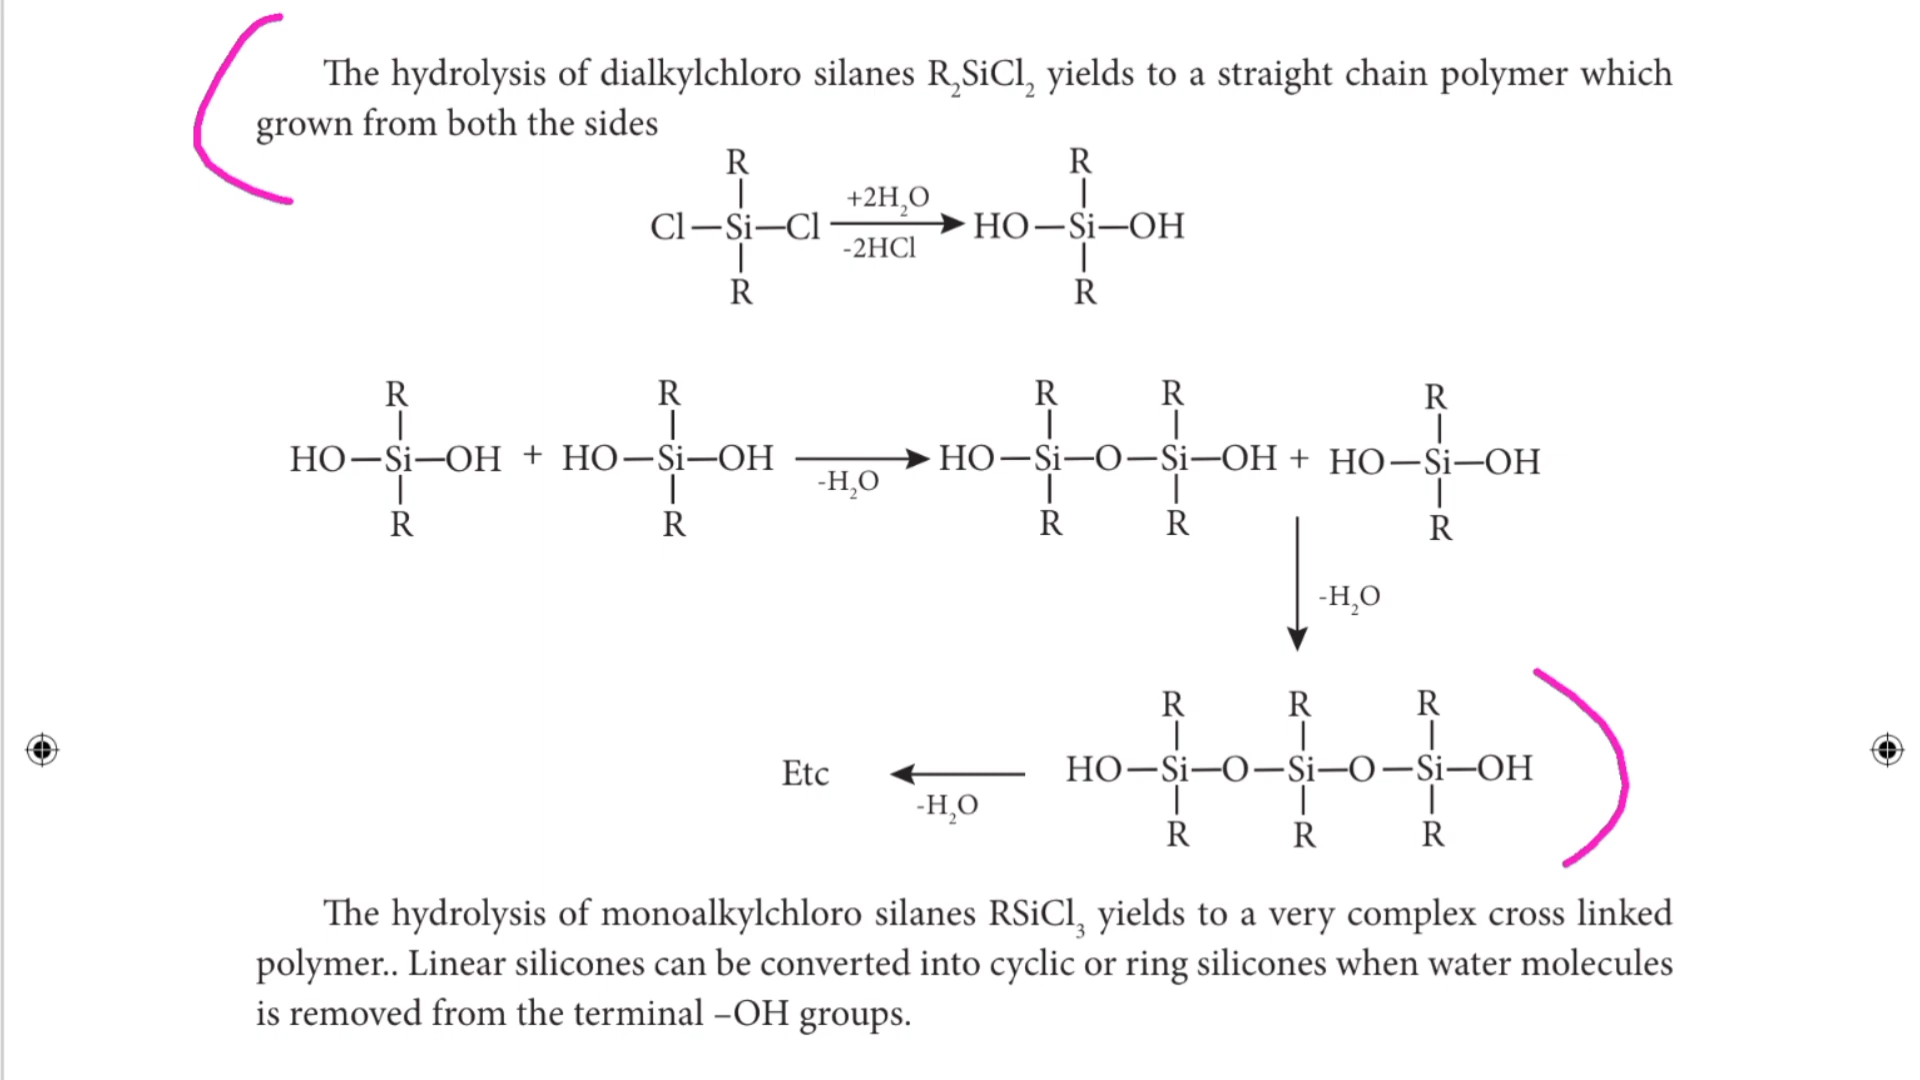 The hydrolysis of dialkylchloro silanes R₂SiCl₂ yields to a straight chain polymer which
grown from both the sides
R R
Cl—Si—Cl +2H₂O -2HCl HO—Si—OH
R R
R R R R R
HO—Si—OH + HO—Si—OH -H₂O HO—Si—O—Si—OH + HO—Si—OH
R R R R R
-H₂O
R R R
Etc -H₂O HO—Si—O—Si—O—Si—OH
R R R
The hydrolysis of monoalkylchloro silanes RSiCl₃ yields to a very complex cross linked
polymer.. Linear silicones can be converted into cyclic or ring silicones when water molecules
is removed from the terminal –OH groups.